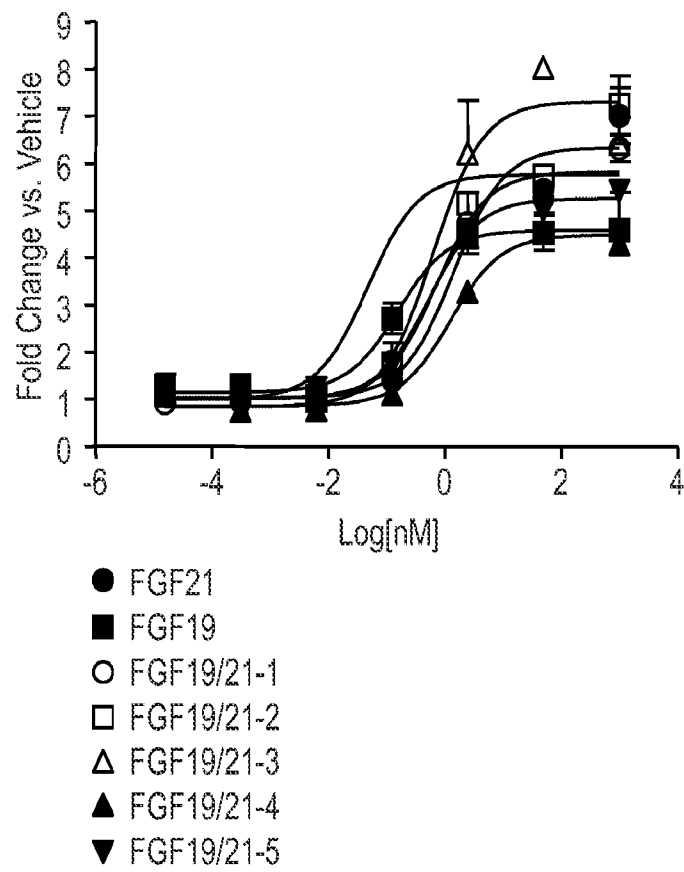 Fold Change vs. Vehicle
9
8
7
6
5
4
3
2
1
0
-6 -4 -2 0 2 4
Log[nM]
FGF21
FGF19
FGF19/21-1
FGF19/21-2
FGF19/21-3
FGF19/21-4
FGF19/21-5